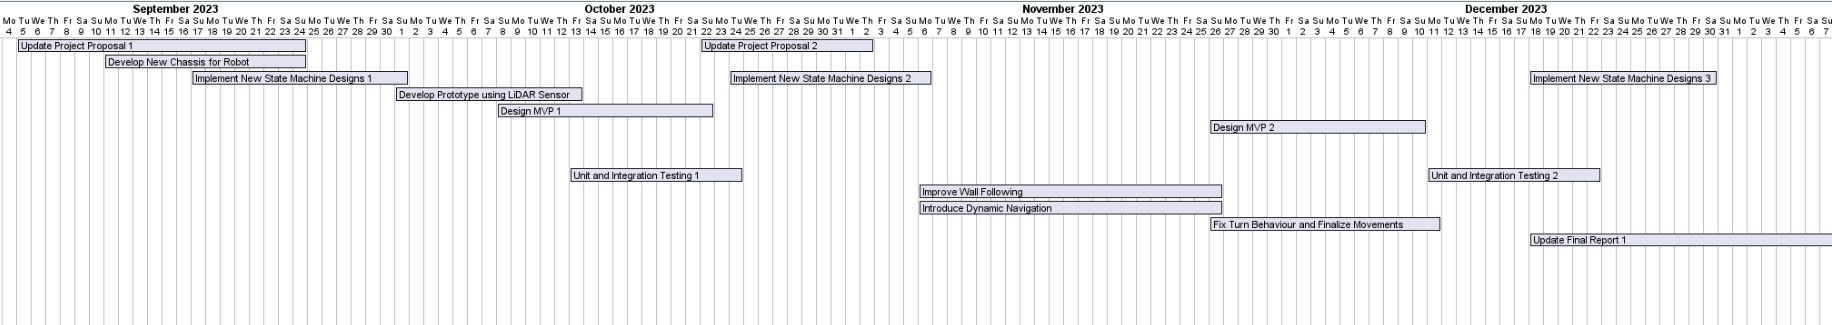 September 2023 October 2023 November 2023 December 2023
Mo Tu We Th Fr Sa Su Mo Tu We Th Fr Sa Su Mo Tu We Th Fr Sa Su Mo Tu We Th Fr Sa Su Mo Tu We Th Fr Sa Su Mo Tu We Th Fr Sa Su Mo Tu We Th Fr Sa Su Mo Tu We Th Fr Sa Su Mo Tu We Th Fr Sa Su Mo Tu We Th Fr Sa Su Mo Tu We Th Fr Sa Su Mo Tu We Th Fr Sa Su Mo Tu We Th Fr Sa Su Mo Tu We Th Fr Sa Su Mo Tu We Th Fr Sa Su Mo Tu We Th Fr Sa Su Mo Tu We Th Fr Sa Su Mo Tu We Th Fr Sa Su
4 5 6 7 8 9 10 11 12 13 14 15 16 17 18 19 20 21 22 23 24 25 26 27 28 29 30 1 2 3 4 5 6 7 8 9 10 11 12 13 14 15 16 17 18 19 20 21 22 23 24 25 26 27 28 29 30 31 1 2 3 4 5 6 7 8 9 10 11 12 13 14 15 16 17 18 19 20 21 22 23 24 25 26 27 28 29 30 1 2 3 4 5 6 7 8 9 10 11 12 13 14 15 16 17 18 19 20 21 22 23 24 25 26 27 28 29 30 31 1 2 3 4 5 6 7
Update Project Proposal 1 Update Project Proposal 2
Develop New Chassis for Robot
Implement New State Machine Designs 1 Implement New State Machine Designs 2 Implement New State Machine Designs 3
Develop Prototype using LiDAR Sensor
Design MVP 1
Design MVP 2
Unit and Integration Testing 1 Unit and Integration Testing 2
Improve Wall Following
Introduce Dynamic Navigation
Fix Turn Behaviour and Finalize Movements
Update Final Report 1